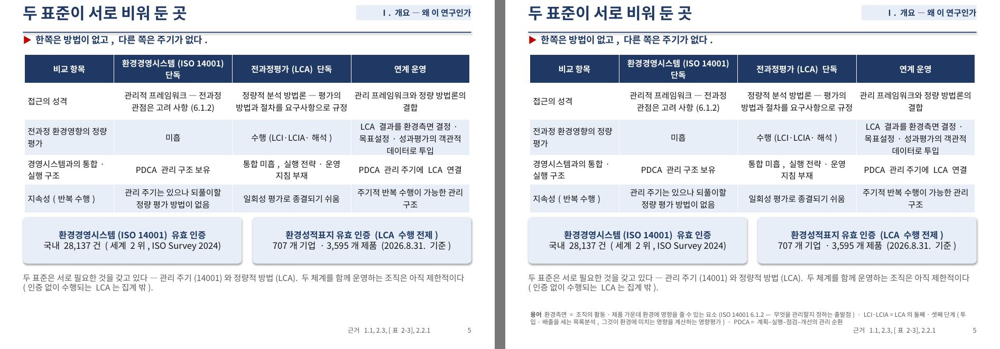 두 표준이 서로 비워 둔 곳
Ⅰ. 개요 — 왜 이 연구인가
▶ 한쪽은 방법이 없고, 다른 쪽은 주기가 없다.
비교 항목
환경경영시스템 (ISO 14001)
단독
전과정평가 (LCA) 단독
연계 운영
접근의 성격
관리적 프레임워크 — 전과정
관점은 고려 사항 (6.1.2)
정량적 분석 방법론 — 평가의
방법과 절차를 요구사항으로 규정
관리 프레임워크와 정량 방법론의
결합
전과정 환경영향의 정량
평가
미흡
수행 (LCI·LCIA· 해석 )
LCA 결과를 환경측면 결정 ·
목표설정 · 성과평가의 객관적
데이터로 투입
경영시스템과의 통합 ·
실행 구조
PDCA 관리 구조 보유
통합 미흡 , 실행 전략 · 운영
지침 부재
PDCA 관리 주기에 LCA 연결
지속성 ( 반복 수행 )
관리 주기는 있으나 되풀이할
정량 평가 방법이 없음
일회성 평가로 종결되기 쉬움
주기적 반복 수행이 가능한 관리
구조
환경경영시스템 (ISO 14001) 유효 인증
국내 28,137 건 ( 세계 2 위 , ISO Survey 2024)
환경성적표지 유효 인증 (LCA 수행 전제 )
707 개 기업 · 3,595 개 제품 (2026.8.31. 기준 )
두 표준은 서로 필요한 것을 갖고 있다 — 관리 주기 (14001) 와 정량적 방법 (LCA). 두 체계를 함께 운영하는 조직은 아직 제한적이다
( 인증 없이 수행되는 LCA 는 집계 밖 ).
근거 1.1, 2.3, [ 표 2-3], 2.2.1
5
두 표준이 서로 비워 둔 곳
Ⅰ. 개요 — 왜 이 연구인가
▶ 한쪽은 방법이 없고, 다른 쪽은 주기가 없다.
비교 항목
환경경영시스템 (ISO 14001)
단독
전과정평가 (LCA) 단독
연계 운영
접근의 성격
관리적 프레임워크 — 전과정
관점은 고려 사항 (6.1.2)
정량적 분석 방법론 — 평가의
방법과 절차를 요구사항으로 규정
관리 프레임워크와 정량 방법론의
결합
전과정 환경영향의 정량
평가
미흡
수행 (LCI·LCIA· 해석 )
LCA 결과를 환경측면 결정 ·
목표설정 · 성과평가의 객관적
데이터로 투입
경영시스템과의 통합 ·
실행 구조
PDCA 관리 구조 보유
통합 미흡 , 실행 전략 · 운영
지침 부재
PDCA 관리 주기에 LCA 연결
지속성 ( 반복 수행 )
관리 주기는 있으나 되풀이할
정량 평가 방법이 없음
일회성 평가로 종결되기 쉬움
주기적 반복 수행이 가능한 관리
구조
환경경영시스템 (ISO 14001) 유효 인증
국내 28,137 건 ( 세계 2 위 , ISO Survey 2024)
환경성적표지 유효 인증 (LCA 수행 전제 )
707 개 기업 · 3,595 개 제품 (2026.8.31. 기준 )
두 표준은 서로 필요한 것을 갖고 있다 — 관리 주기 (14001) 와 정량적 방법 (LCA). 두 체계를 함께 운영하는 조직은 아직 제한적이다
( 인증 없이 수행되는 LCA 는 집계 밖 ).
용어 환경측면 = 조직의 활동 · 제품 가운데 환경에 영향을 줄 수 있는 요소 (ISO 14001 6.1.2 — 무엇을 관리할지 정하는 출발점 ) · LCI·LCIA = LCA 의 둘째 · 셋째 단계 ( 투
입 · 배출을 세는 목록분석 , 그것이 환경에 미치는 영향을 계산하는 영향평가 ) · PDCA = 계획–실행–점검–개선의 관리 순환
근거 1.1, 2.3, [ 표 2-3], 2.2.1
5